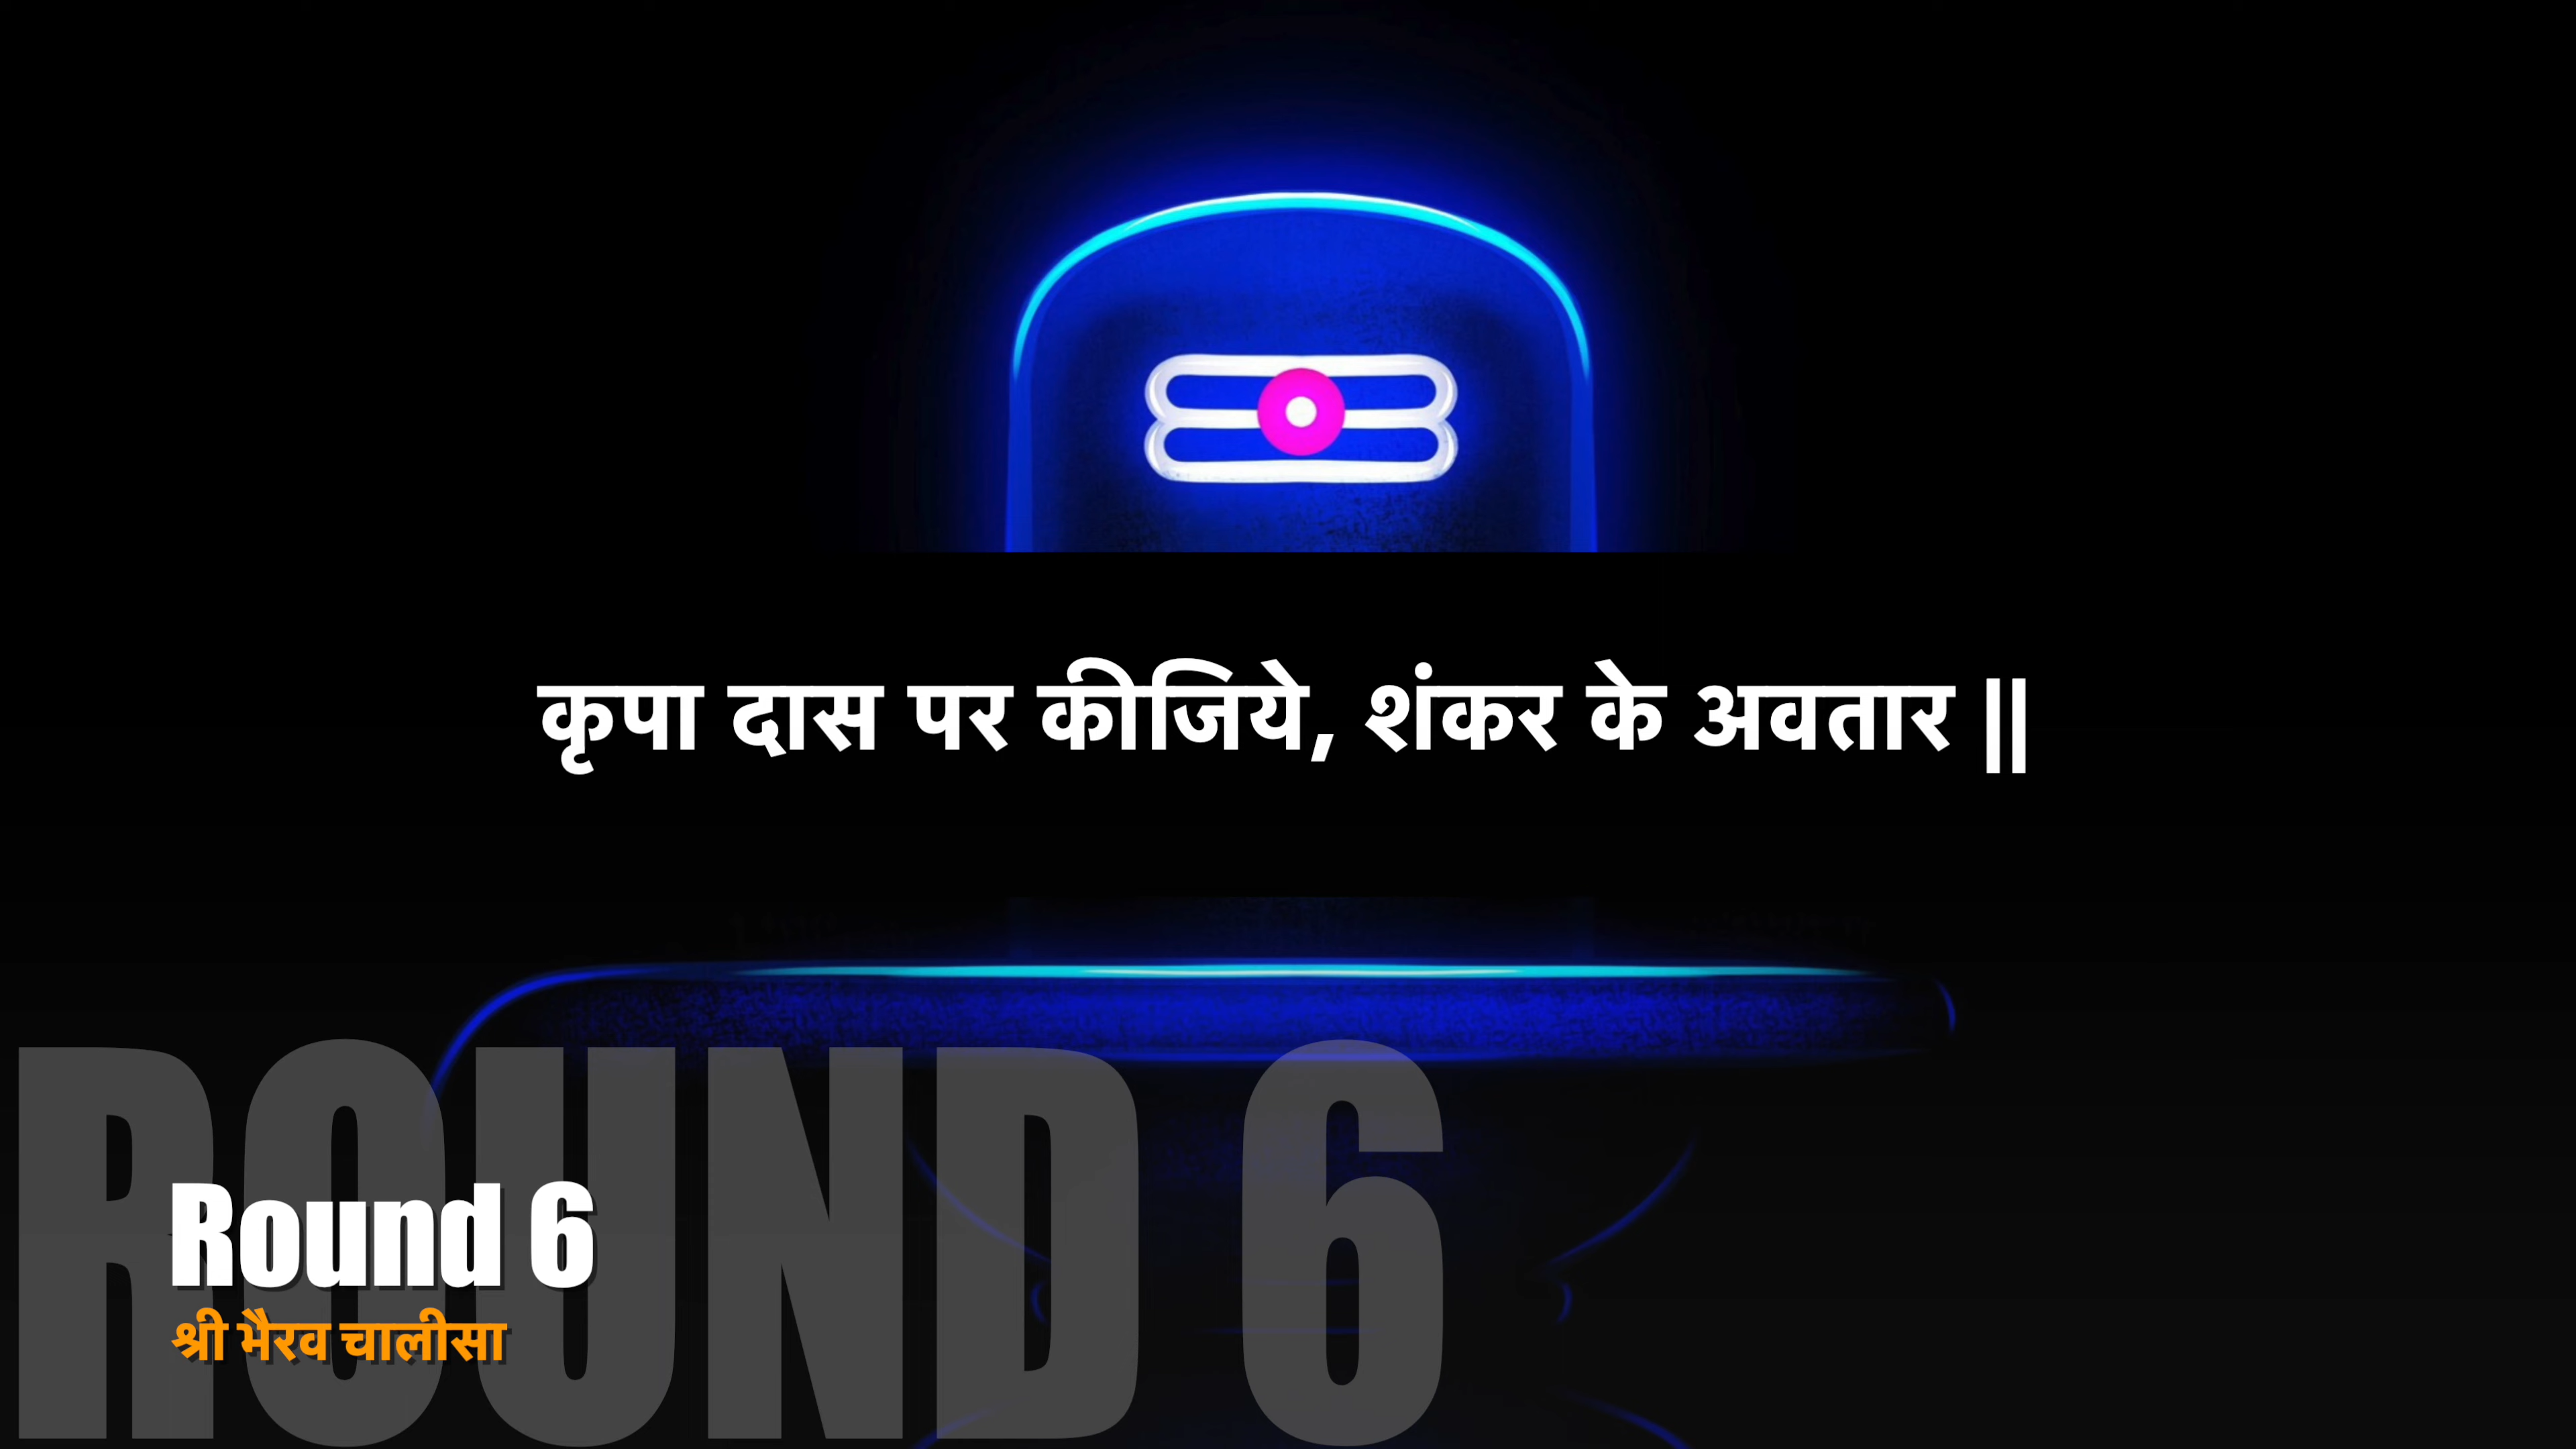 कृपा दास पर कीजिये, शंकर के अवतार ||
ROUND 6
Round 6
श्री भैरव चालीसा